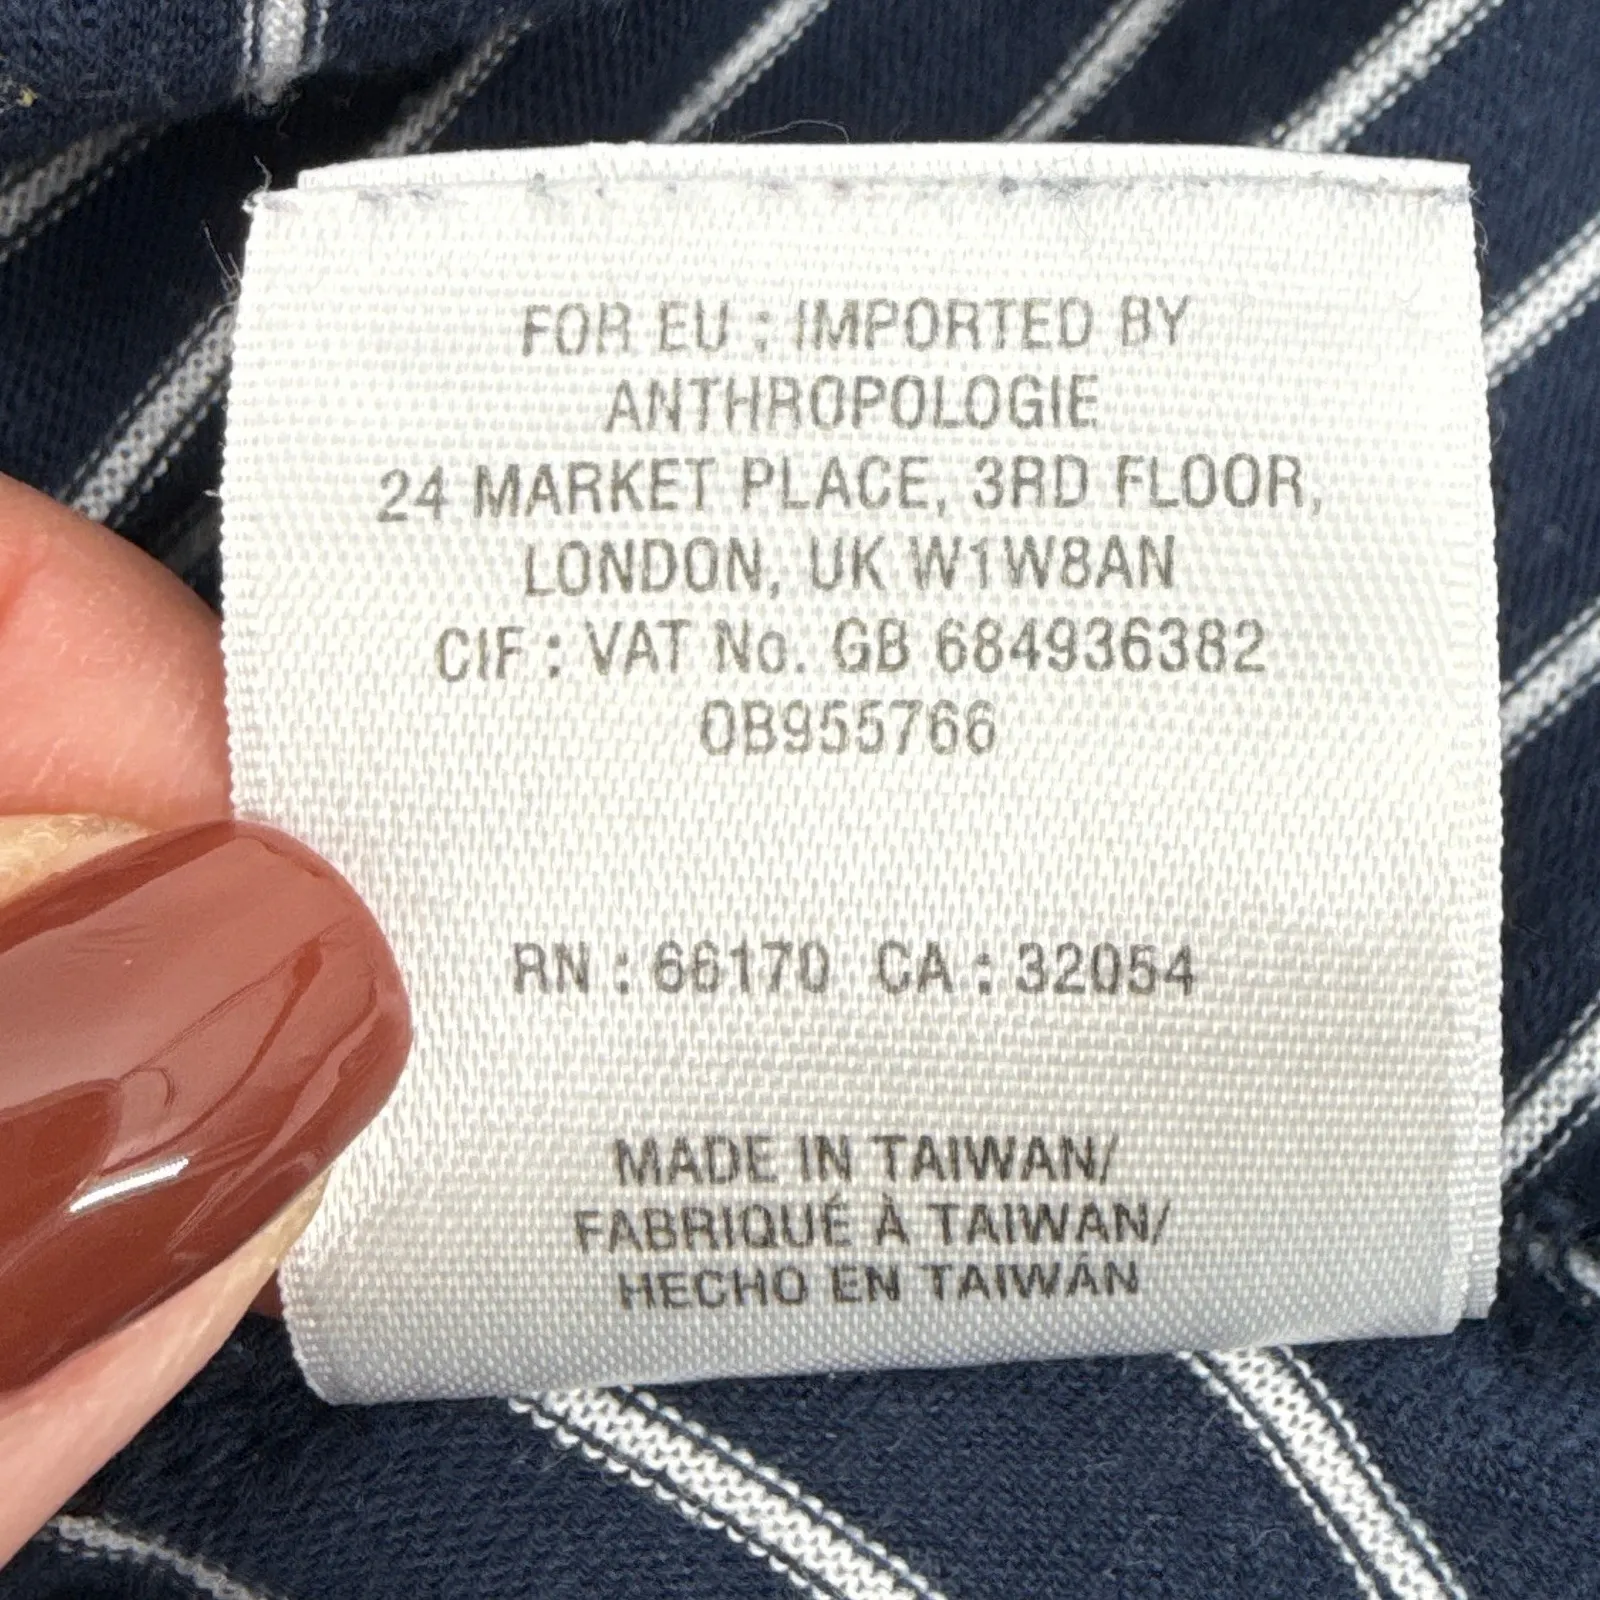 FOR EU : IMPORTED BY
ANTHROPOLOGIE
24 MARKET PLACE, 3RD FLOOR,
LONDON, UK W1W8AN
CIF : VAT No. GB 684936382
OB955766
RN : 66170 CA : 32054
MADE IN TAIWAN/
FABRIQUÉ À TAIWAN/
HECHO EN TAIWÁN